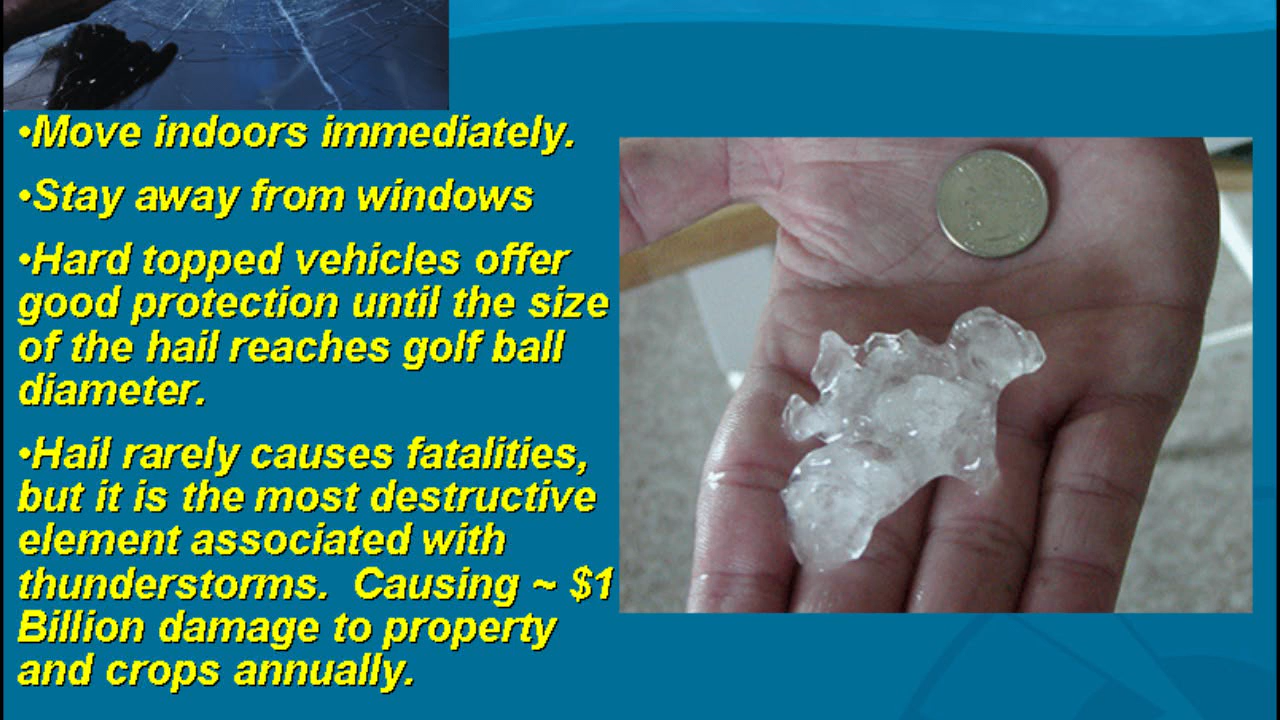 •Move indoors immediately.
•Stay away from windows
•Hard topped vehicles offer
good protection until the size
of the hail reaches golf ball
diameter.
•Hail rarely causes fatalities,
but it is the most destructive
element associated with
thunderstorms.  Causing ~ $1
Billion damage to property
and crops annually.